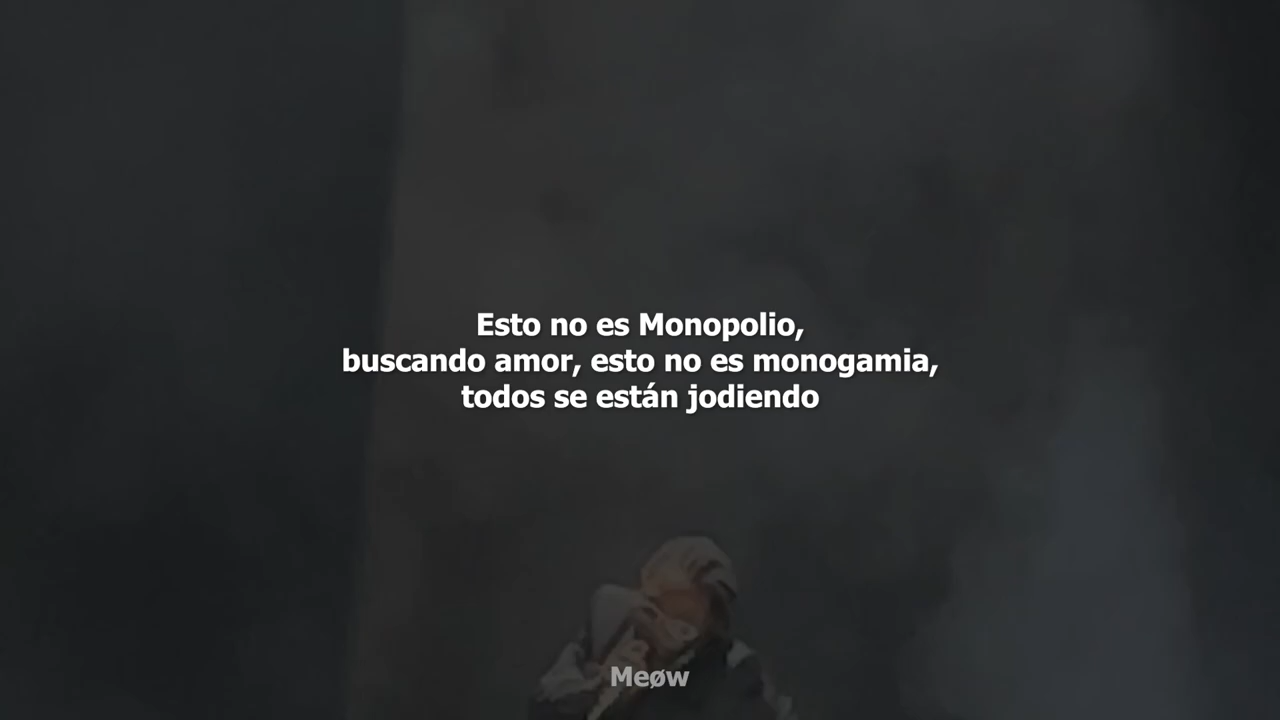 Esto no es Monopolio,
buscando amor, esto no es monogamia,
todos se están jodiendo
Meøw